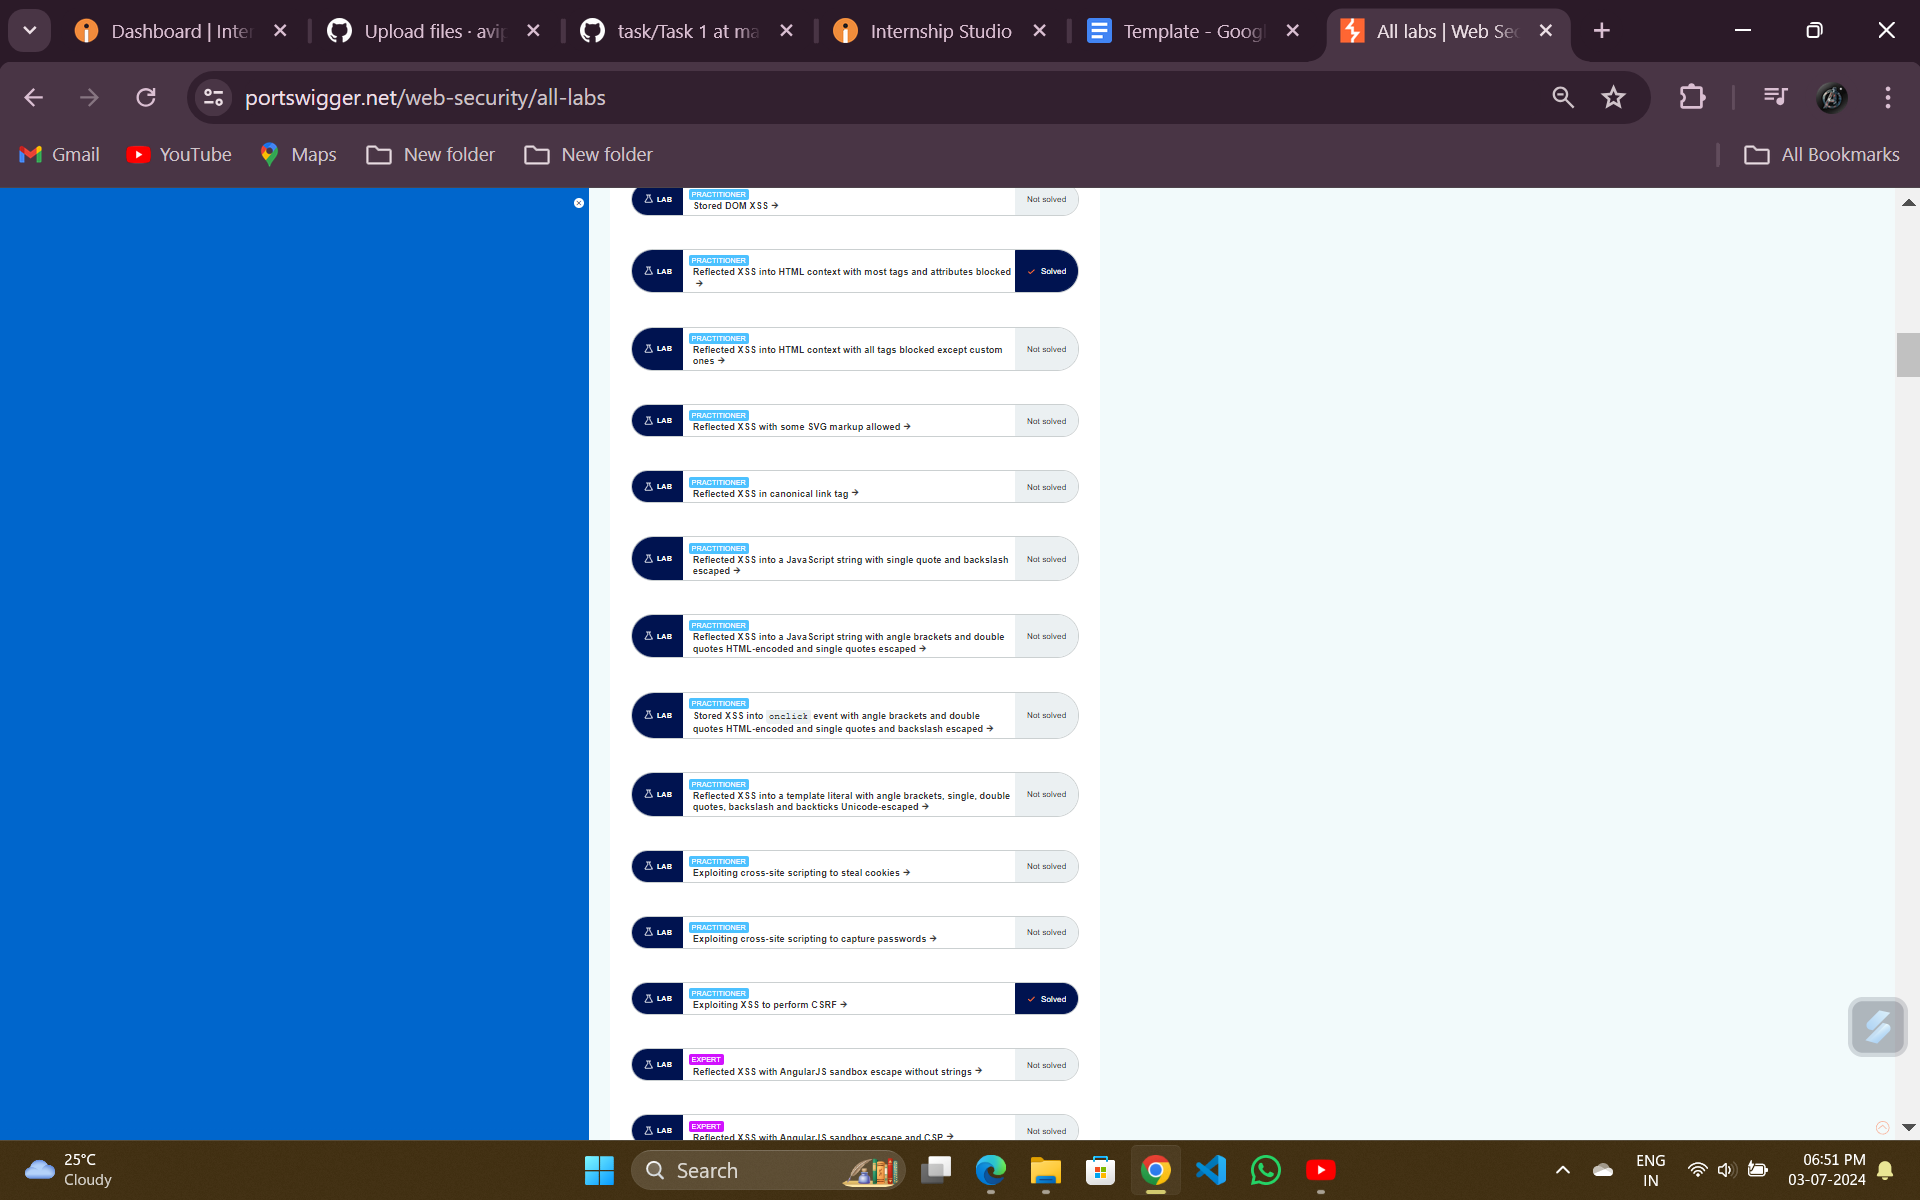 Dashboard | Inter
Upload files · avip
task/Task 1 at ma
Internship Studio
Template - Googl
All labs | Web Sec
portswigger.net/web-security/all-labs
Gmail
YouTube
Maps
New folder
New folder
All Bookmarks
LAB
PRACTITIONER
Stored DOM XSS →
Not solved
LAB
PRACTITIONER
Reflected XSS into HTML context with most tags and attributes blocked
→
Solved
LAB
PRACTITIONER
Reflected XSS into HTML context with all tags blocked except custom
ones →
Not solved
LAB
PRACTITIONER
Reflected XSS with some SVG markup allowed →
Not solved
LAB
PRACTITIONER
Reflected XSS in canonical link tag →
Not solved
LAB
PRACTITIONER
Reflected XSS into a JavaScript string with single quote and backslash
escaped →
Not solved
LAB
PRACTITIONER
Reflected XSS into a JavaScript string with angle brackets and double
quotes HTML-encoded and single quotes escaped →
Not solved
LAB
PRACTITIONER
Stored XSS into onclick event with angle brackets and double
quotes HTML-encoded and single quotes and backslash escaped →
Not solved
LAB
PRACTITIONER
Reflected XSS into a template literal with angle brackets, single, double
quotes, backslash and backticks Unicode-escaped →
Not solved
LAB
PRACTITIONER
Exploiting cross-site scripting to steal cookies →
Not solved
LAB
PRACTITIONER
Exploiting cross-site scripting to capture passwords →
Not solved
LAB
PRACTITIONER
Exploiting XSS to perform CSRF →
Solved
LAB
EXPERT
Reflected XSS with AngularJS sandbox escape without strings →
Not solved
LAB
EXPERT
Reflected XSS with AngularJS sandbox escape and CSP →
Not solved
25°C
Cloudy
Search
ENG
IN
06:51 PM
03-07-2024